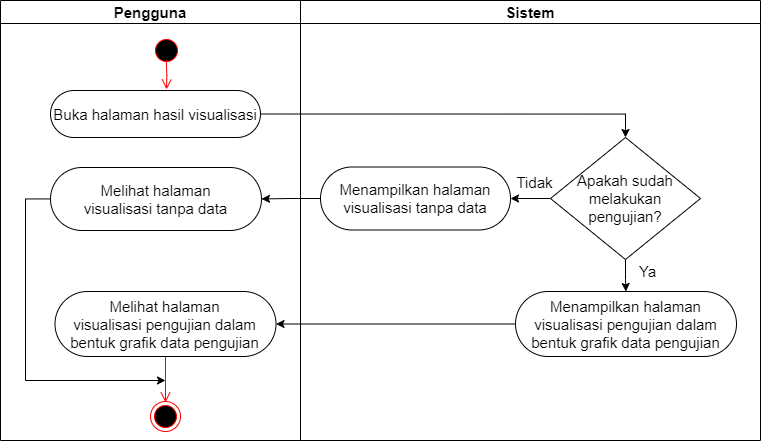 Pengguna
Sistem
Buka halaman hasil visualisasi
Apakah sudah
melakukan
pengujian?
Tidak
Menampilkan halaman
visualisasi tanpa data
Melihat halaman
visualisasi tanpa data
Ya
Menampilkan halaman
visualisasi pengujian dalam
bentuk grafik data pengujian
Melihat halaman
visualisasi pengujian dalam
bentuk grafik data pengujian